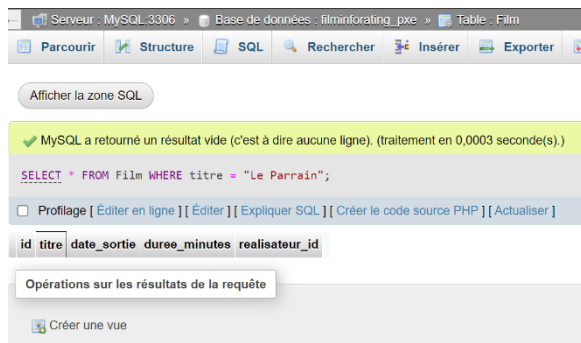 Serveur : MySQL:3306 » Base de données : filminforating_pxe » Table : Film
Parcourir Structure SQL Rechercher Insérer Exporter
Afficher la zone SQL
MySQL a retourné un résultat vide (c'est à dire aucune ligne). (traitement en 0,0003 seconde(s).)
SELECT * FROM Film WHERE titre = "Le Parrain";
Profilage [ Éditer en ligne ] [ Éditer ] [ Expliquer SQL ] [ Créer le code source PHP ] [ Actualiser ]
id titre date_sortie duree_minutes realisateur_id
Opérations sur les résultats de la requête
Créer une vue